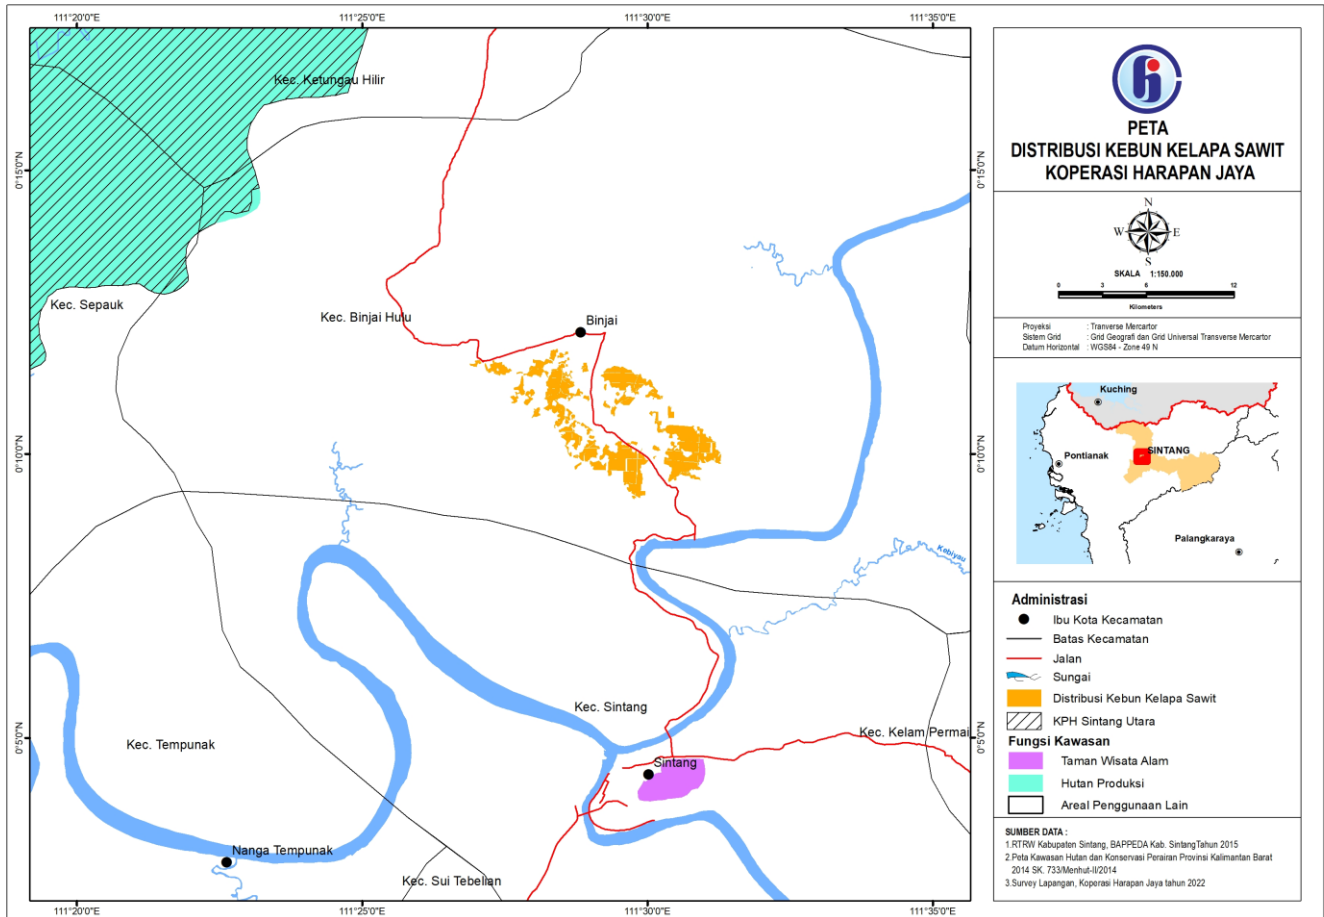 111°20'0"E
111°25'0"E
111°30'0"E
111°35'0"E
0°15'0"N
0°10'0"N
0°5'0"N
Kec. Ketungau Hilir
Kec. Sepauk
Kec. Binjai Hulu
Binjai
Kebiyau
Kec. Sintang
Kec. Tempunak
Kec. Kelam Permai
Sintang
Nanga Tempunak
Kec. Sui Tebelian
0°15'0"N
0°10'0"N
0°5'0"N
111°20'0"E
111°25'0"E
111°30'0"E
111°35'0"E
PETA
DISTRIBUSI KEBUN KELAPA SAWIT
KOPERASI HARAPAN JAYA
N
W E
S
SKALA 1:150.000
0 3 6 12
Kilometers
Proyeksi : Tranverse Mercartor
Sistem Grid : Grid Geografi dan Grid Universal Transverse Mercartor
Datum Horizontal : WGS84 - Zone 49 N
Kuching
SINTANG
Pontianak
Palangkaraya
Administrasi
Ibu Kota Kecamatan
Batas Kecamatan
Jalan
Sungai
Distribusi Kebun Kelapa Sawit
KPH Sintang Utara
Fungsi Kawasan
Taman Wisata Alam
Hutan Produksi
Areal Penggunaan Lain
SUMBER DATA :
1.RTRW Kabupaten Sintang, BAPPEDA Kab. SintangTahun 2015
2.Peta Kawasan Hutan dan Konservasi Perairan Provinsi Kalimantan Barat
2014 SK. 733/Menhut-II/2014
3.Survey Lapangan, Koperasi Harapan Jaya tahun 2022